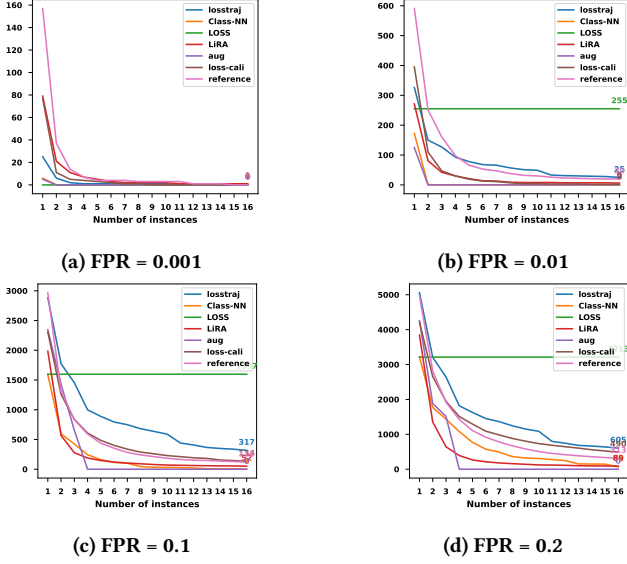 160
140
120
100
80
60
40
20
0
losstraj
Class-NN
LOSS
LiRA
aug
loss-cali
reference
1 2 3 4 5 6 7 8 9 10 11 12 13 14 15 16
Number of instances
(a) FPR = 0.001
600
500
400
300
200
100
0
losstraj
Class-NN
LOSS
LiRA
aug
loss-cali
reference
255
25
1 2 3 4 5 6 7 8 9 10 11 12 13 14 15 16
Number of instances
(b) FPR = 0.01
3000
2500
2000
1500
1000
500
0
losstraj
Class-NN
LOSS
LiRA
aug
loss-cali
reference
317
134
1 2 3 4 5 6 7 8 9 10 11 12 13 14 15 16
Number of instances
(c) FPR = 0.1
5000
4000
3000
2000
1000
0
losstraj
Class-NN
LOSS
LiRA
aug
loss-cali
reference
605
490
313
1 2 3 4 5 6 7 8 9 10 11 12 13 14 15 16
Number of instances
(d) FPR = 0.2